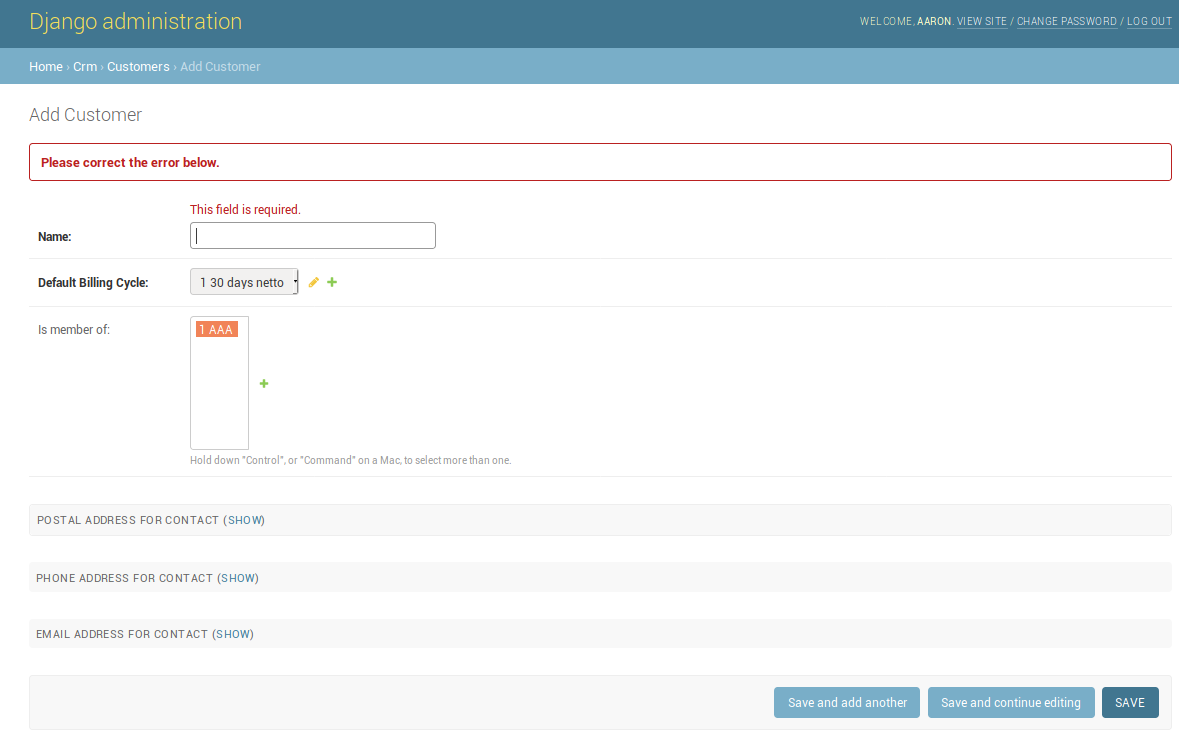 Django administration
WELCOME, AARON. VIEW SITE / CHANGE PASSWORD / LOG OUT
Home › Crm › Customers › Add Customer
Add Customer
Please correct the error below.
This field is required.
Name:
Default Billing Cycle: 1 30 days netto
Is member of: 1 AAA
Hold down "Control", or "Command" on a Mac, to select more than one.
POSTAL ADDRESS FOR CONTACT (SHOW)
PHONE ADDRESS FOR CONTACT (SHOW)
EMAIL ADDRESS FOR CONTACT (SHOW)
Save and add another Save and continue editing SAVE